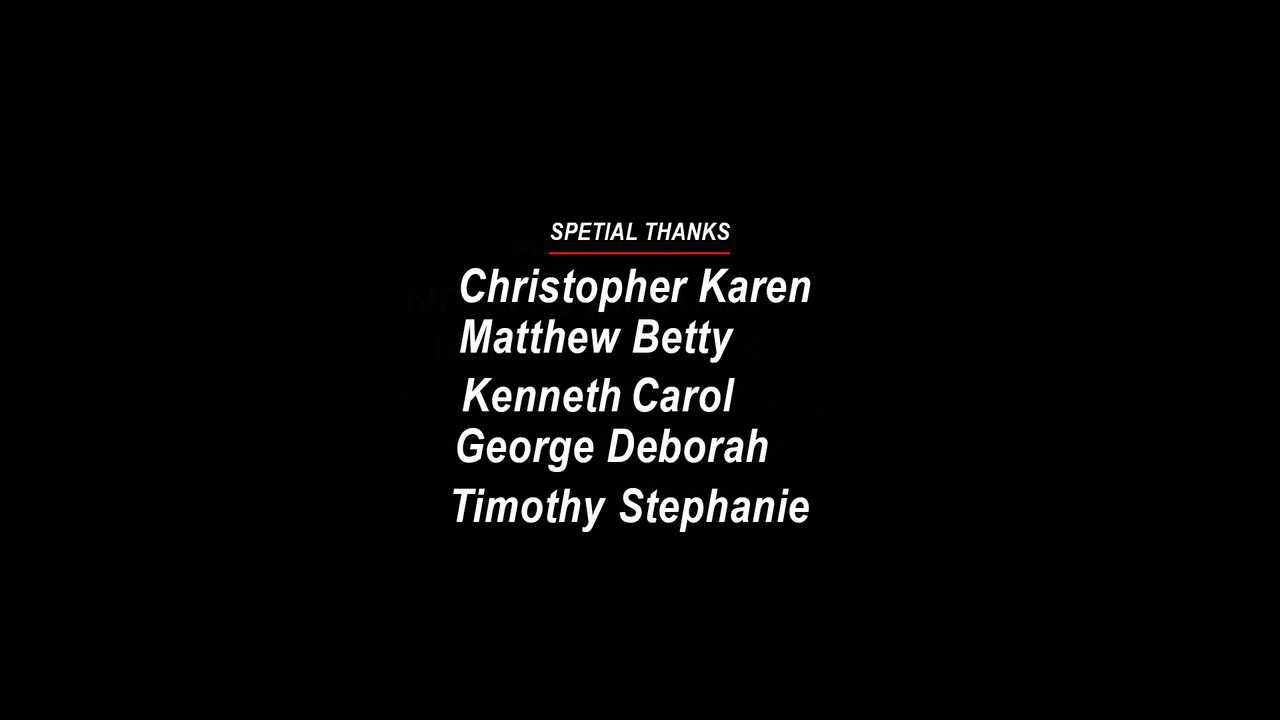 SPETIAL THANKS
Christopher Karen
Matthew Betty
Kenneth Carol
George Deborah
Timothy Stephanie